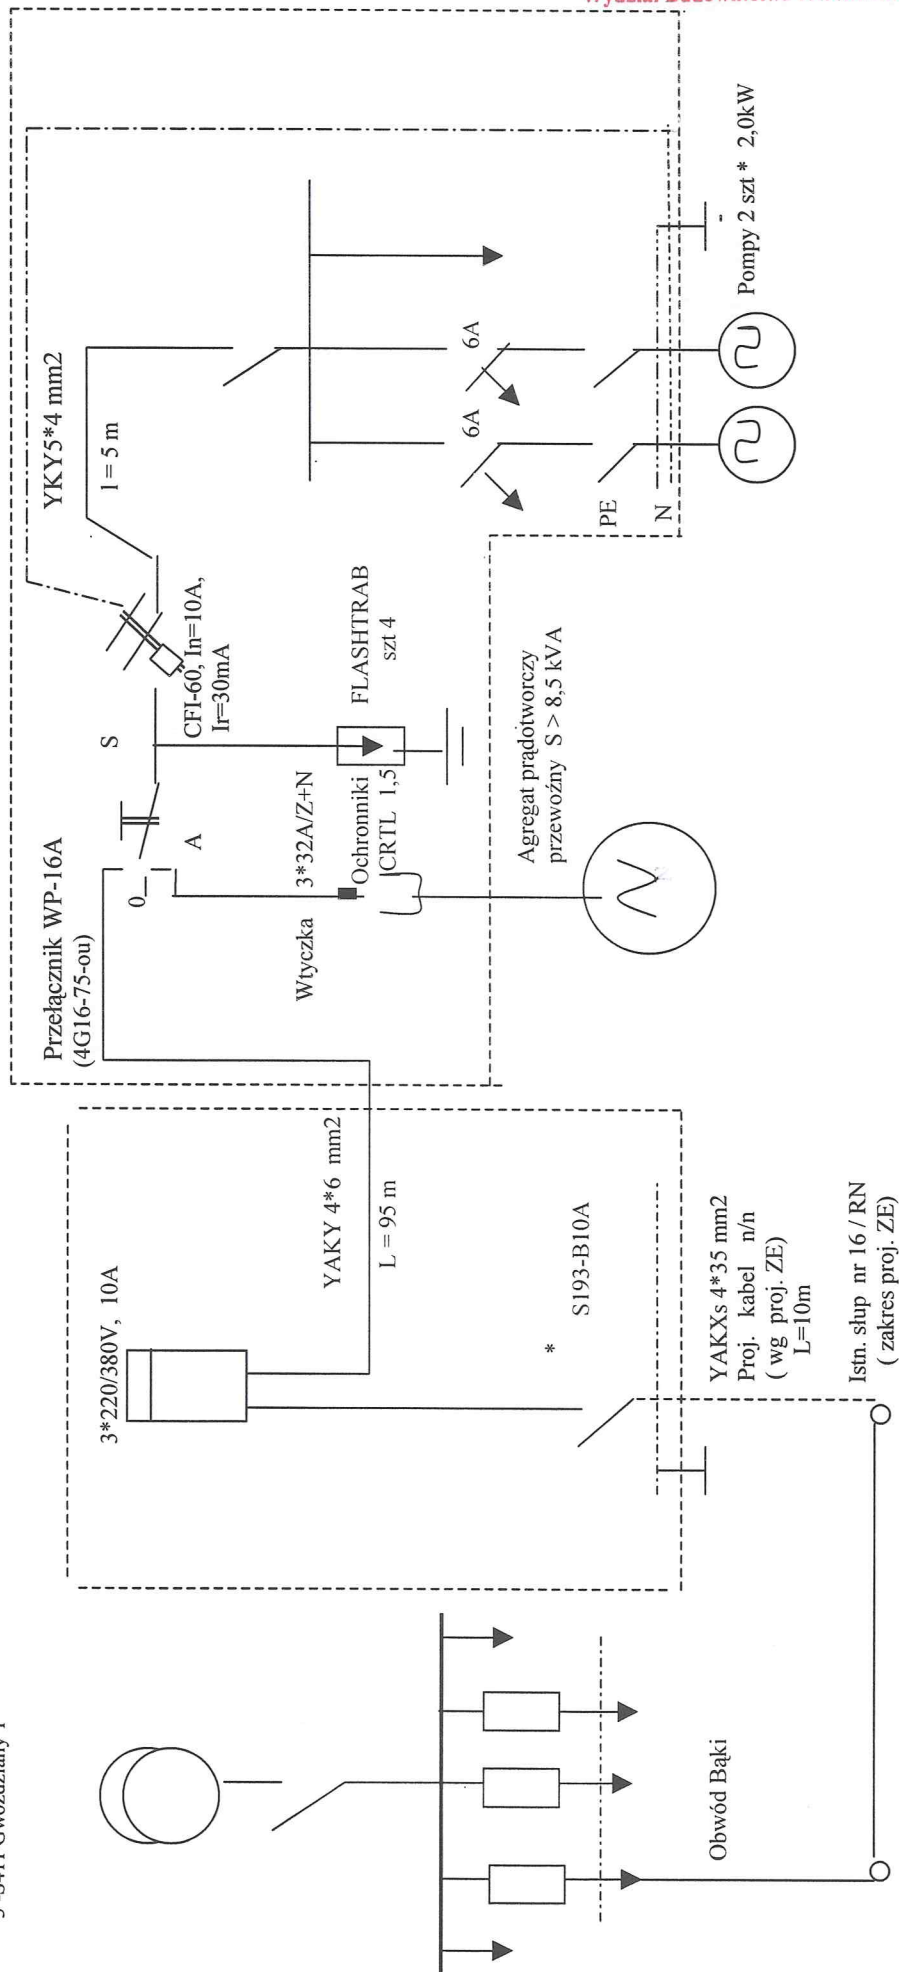 Przełącznik WP-16A
(4G16-75-ou)
YKY5*4 mm2
l = 5 m
0
A
S
CFI-60, In=10A,
Ir=30mA
Wtyczka
3*32A/Z+N
Ochronniki
CRTL 1,5
FLASHTRAB
szt 4
Agregat prądotwórczy
przewoźny S > 8,5 kVA
6A
6A
PE
N
Pompy 2 szt * 2,0kW
3*220/380V, 10A
YAKY 4*6 mm2
L = 95 m
*
S193-B10A
YAKXs 4*35 mm2
Proj. kabel n/n
( wg proj. ZE)
L=10m
Istn. słup nr 16 / RN
( zakres proj. ZE)
Obwód Bąki